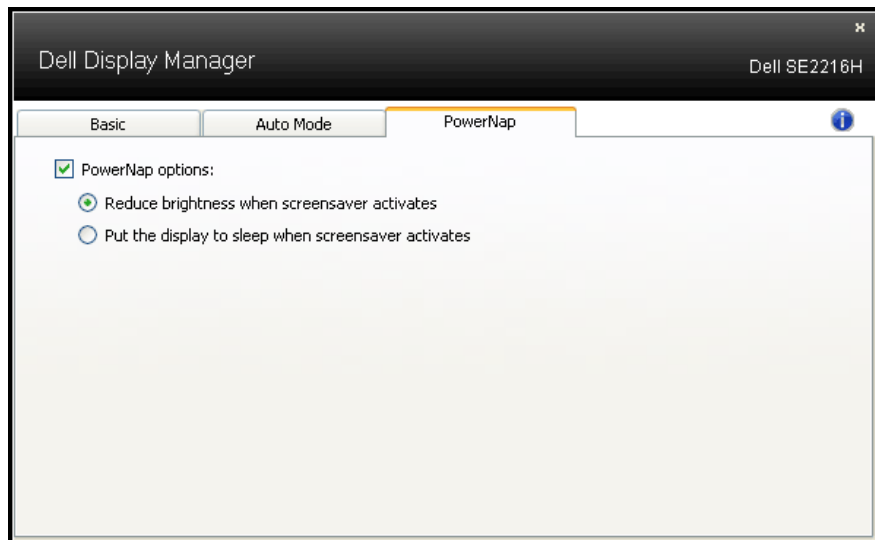 Dell Display Manager
Dell SE2216H
Basic
Auto Mode
PowerNap
PowerNap options:
Reduce brightness when screensaver activates
Put the display to sleep when screensaver activates